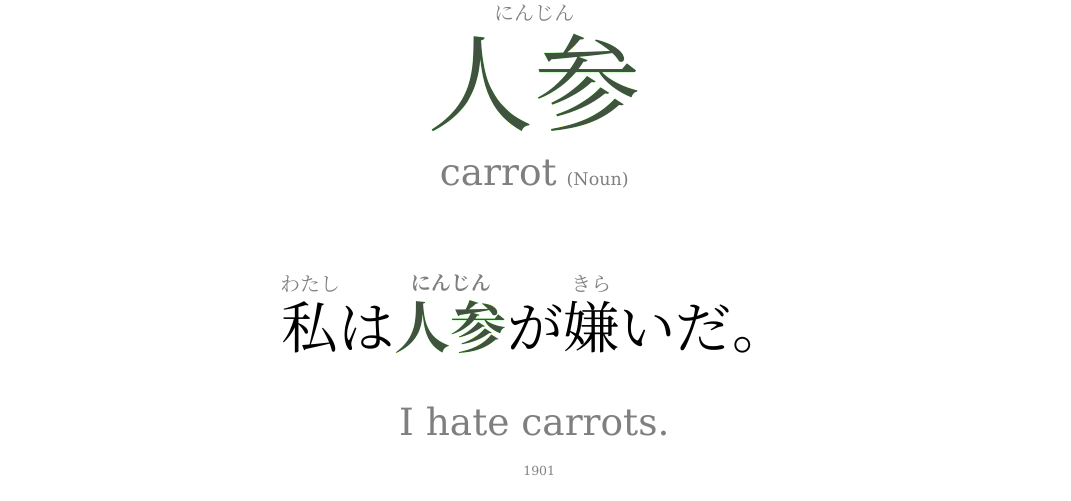 にんじん
人参
carrot (Noun)
わたし にんじん きら
私は人参が嫌いだ。
I hate carrots.
1901